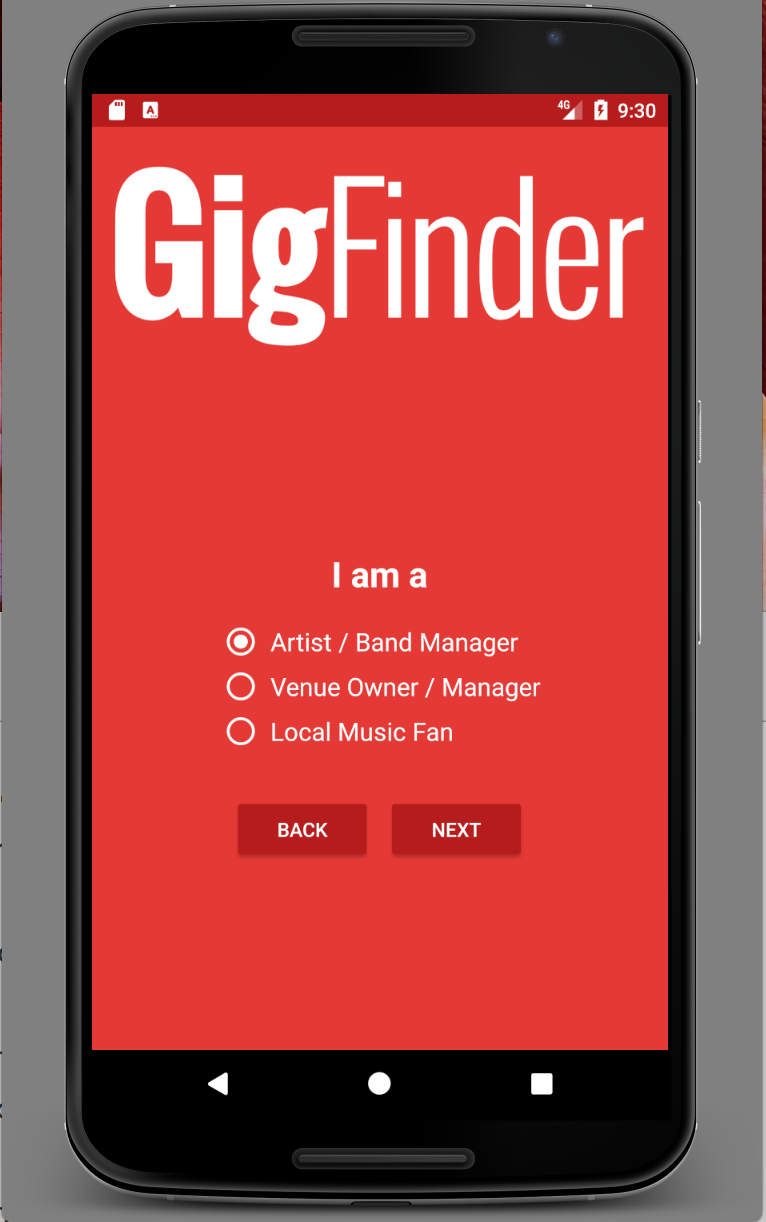 4G 9:30
GigFinder
I am a
Artist / Band Manager
Venue Owner / Manager
Local Music Fan
BACK NEXT